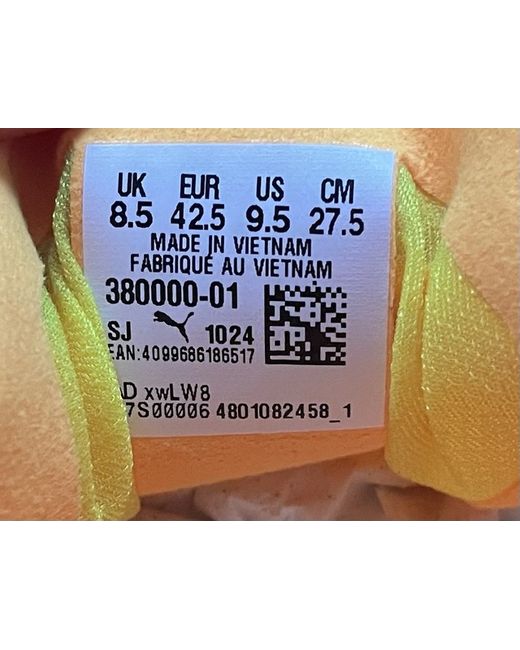 UK EUR US CM
8.5 42.5 9.5 27.5
MADE IN VIETNAM
FABRIQUÉ AU VIETNAM
380000-01
SJ 1024
EAN:4099686186517
xwLW8
4801082458_1